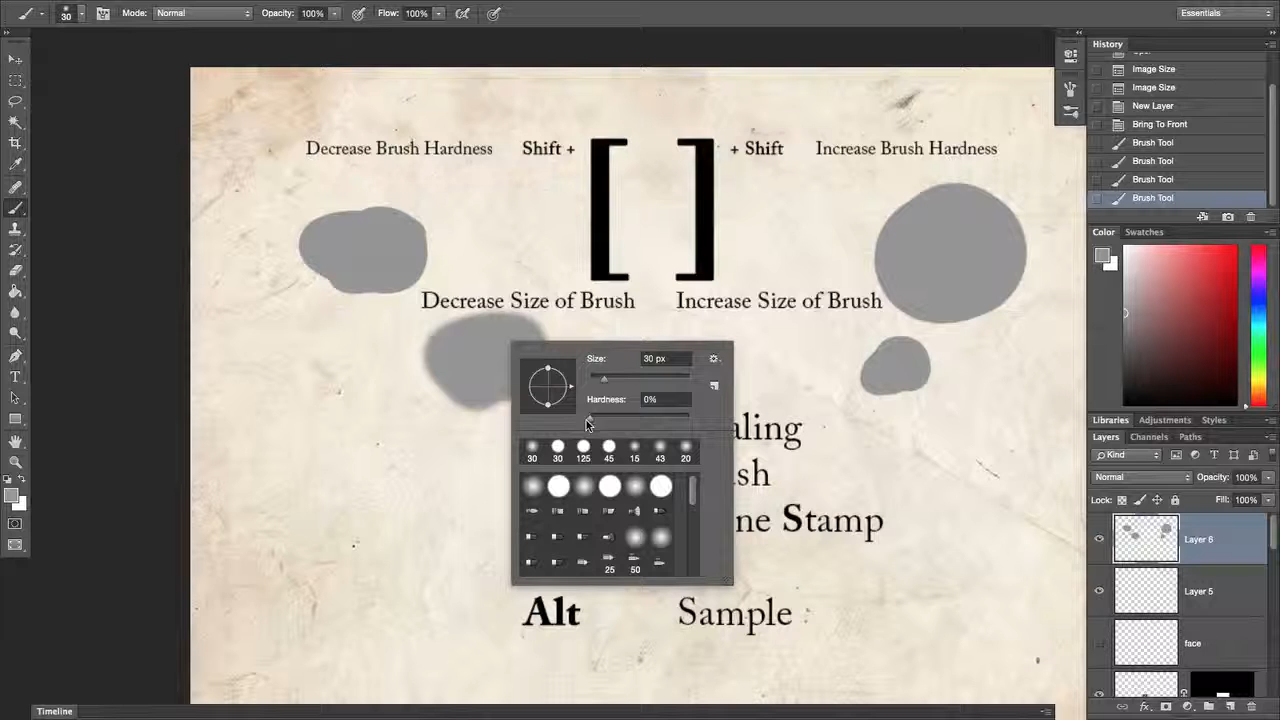 30 Mode: Normal Opacity: 100% Flow: 100% Essentials
History
Image Size
Image Size
New Layer
Bring To Front
Brush Tool
Brush Tool
Brush Tool
Brush Tool
Color Swatches
Decrease Brush Hardness Shift + [ ] + Shift Increase Brush Hardness
Decrease Size of Brush Increase Size of Brush
Size: 30 px
Hardness: 0%
30 30 125 45 15 43 20
25 50
aling
sh
ne Stamp
Alt Sample
Libraries Adjustments Styles
Layers Channels Paths
Kind
Normal Opacity: 100%
Lock: Fill: 100%
Layer 6
Layer 5
face
Timeline